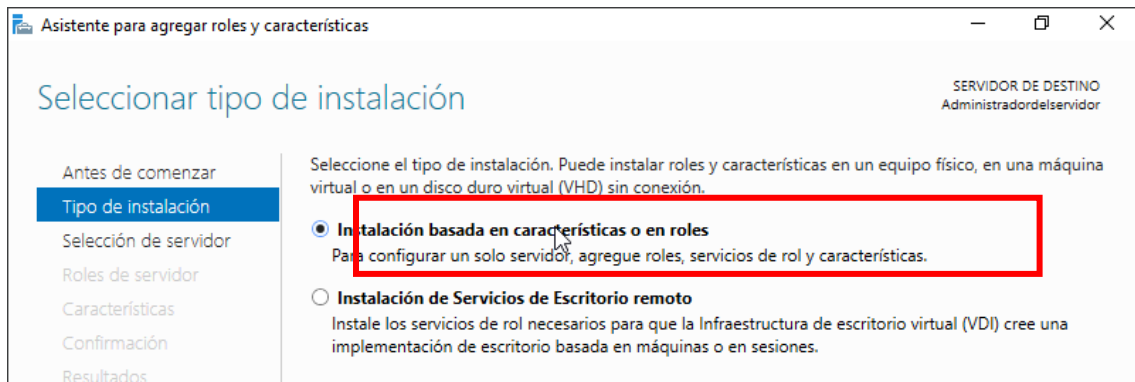 Asistente para agregar roles y características
Seleccionar tipo de instalación
SERVIDOR DE DESTINO
Administradordelservidor
Antes de comenzar
Tipo de instalación
Selección de servidor
Roles de servidor
Características
Confirmación
Resultados
Seleccione el tipo de instalación. Puede instalar roles y características en un equipo físico, en una máquina
virtual o en un disco duro virtual (VHD) sin conexión.
Instalación basada en características o en roles
Para configurar un solo servidor, agregue roles, servicios de rol y características.
Instalación de Servicios de Escritorio remoto
Instale los servicios de rol necesarios para que la Infraestructura de escritorio virtual (VDI) cree una
implementación de escritorio basada en máquinas o en sesiones.